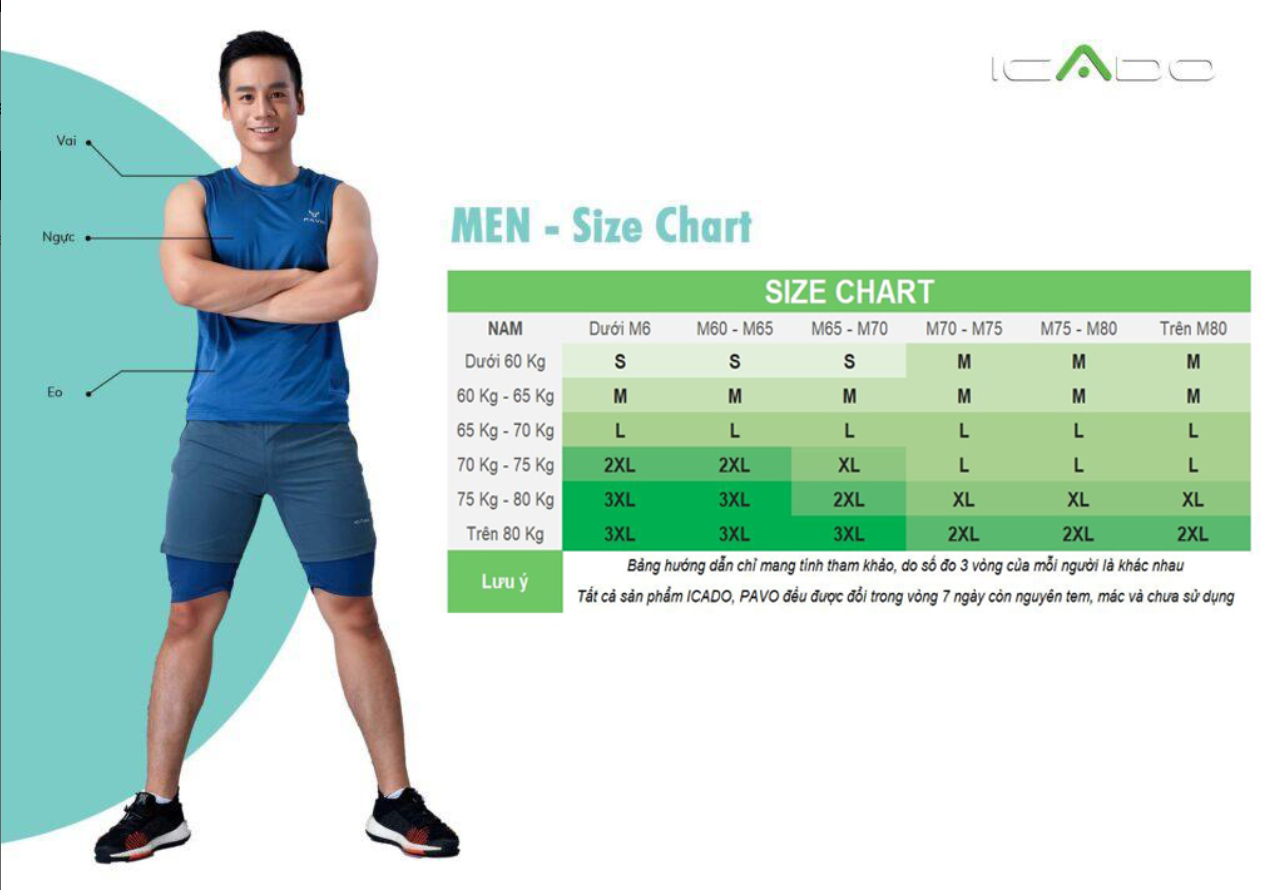 ICADO
Vai
Ngực
Eo
PAVO
MEN - Size Chart
SIZE CHART
NAM Dưới M6 M60 - M65 M65 - M70 M70 - M75 M75 - M80 Trên M80
Dưới 60 Kg S S S M M M
60 Kg - 65 Kg M M M M M M
65 Kg - 70 Kg L L L L L L
70 Kg - 75 Kg 2XL 2XL XL L L L
75 Kg - 80 Kg 3XL 3XL 2XL XL XL XL
Trên 80 Kg 3XL 3XL 3XL 2XL 2XL 2XL
Lưu ý
Bảng hướng dẫn chỉ mang tính tham khảo, do số đo 3 vòng của mỗi người là khác nhau
Tất cả sản phẩm ICADO, PAVO đều được đổi trong vòng 7 ngày còn nguyên tem, mác và chưa sử dụng